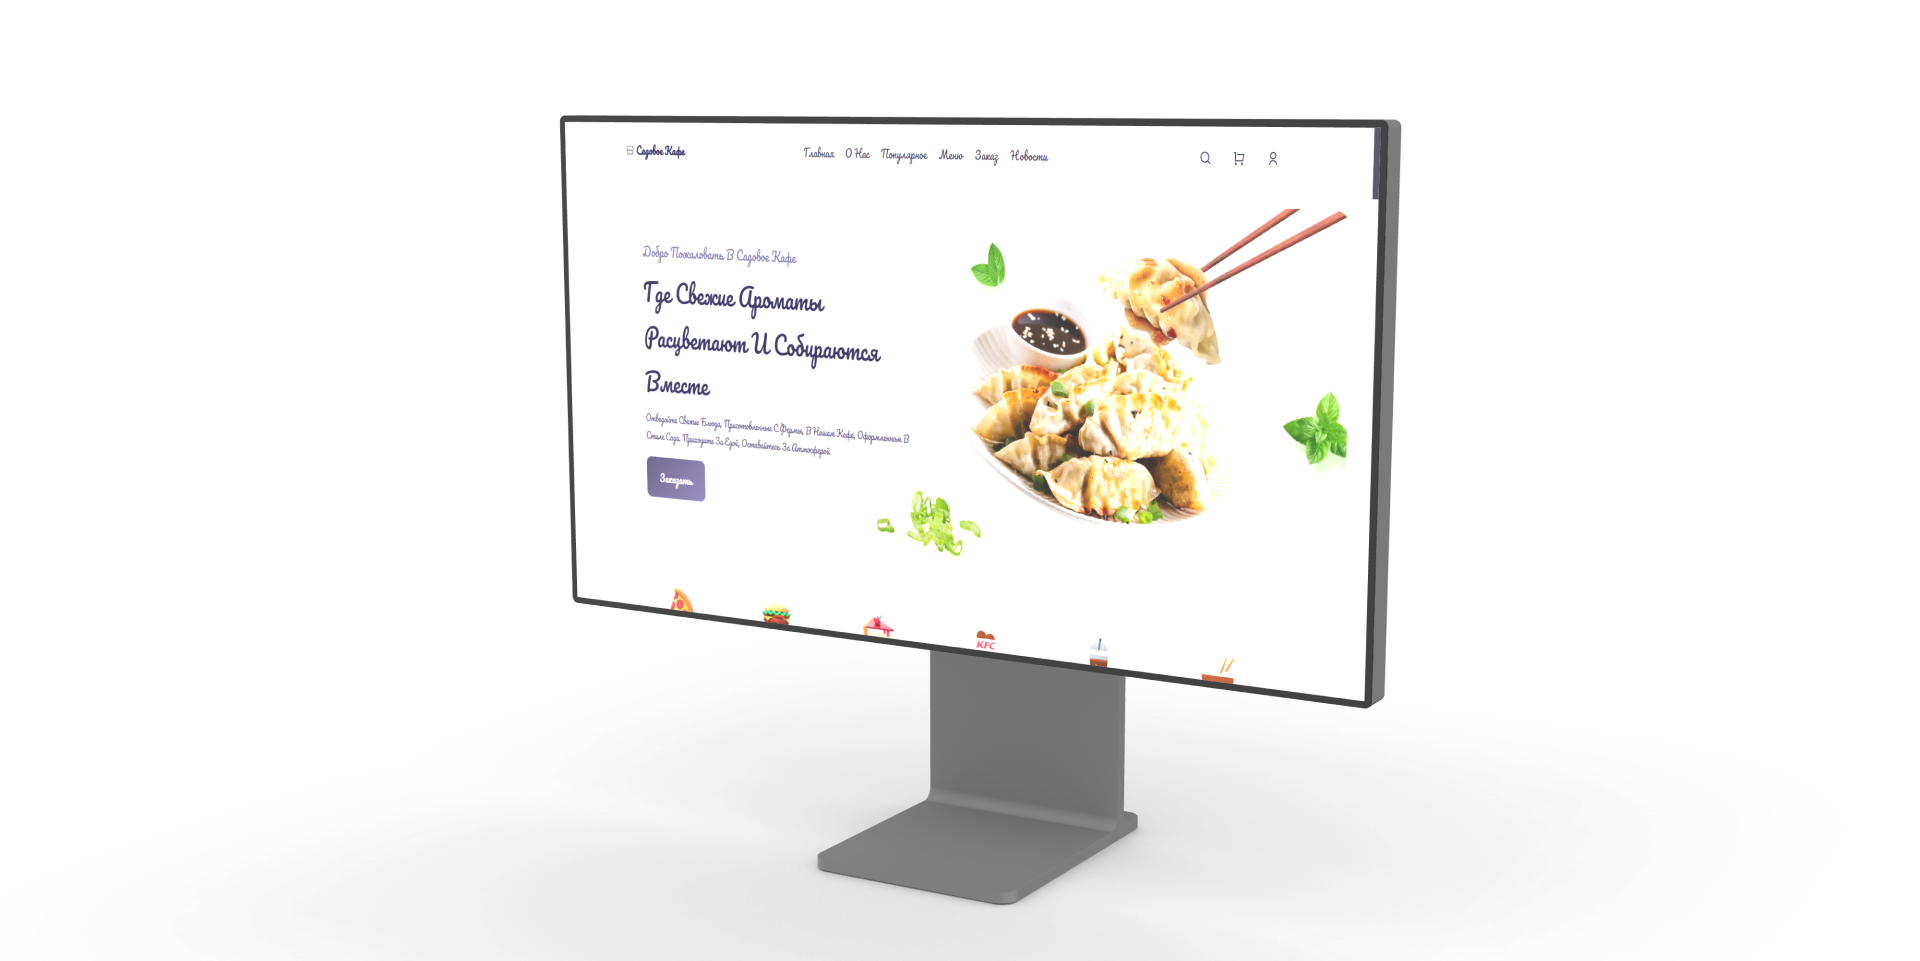 Садовое Кафе
Главная О Нас Популярное Меню Заказ Новости
Добро Пожаловать В Садовое Кафе
Где Свежие Ароматы
Расцветают И Собираются
Вместе
Отведайте Свежие Блюда, Приготовленные С Фермы, В Нашем Кафе, Оформленном В
Стиле Сада. Приходите За Едой, Оставайтесь За Атмосферой
Заказать
KFC